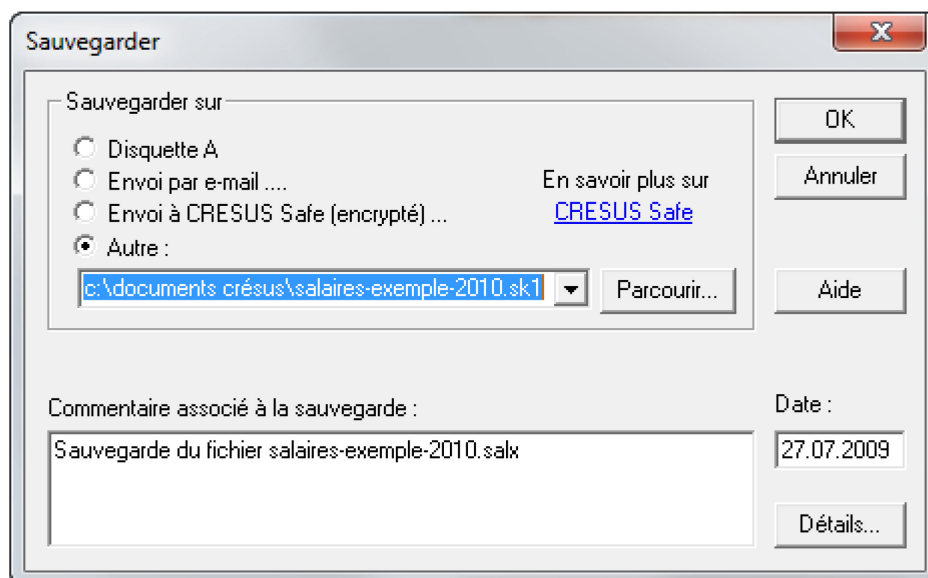 Sauvegarder
Sauvegarder sur
Disquette A
Envoi par e-mail ....
Envoi à CRESUS Safe (encrypté) ...
Autre :
En savoir plus sur
CRESUS Safe
c:\documents crésus\salaires-exemple-2010.sk1
Parcourir...
OK
Annuler
Aide
Commentaire associé à la sauvegarde :
Sauvegarde du fichier salaires-exemple-2010.salx
Date :
27.07.2009
Détails...